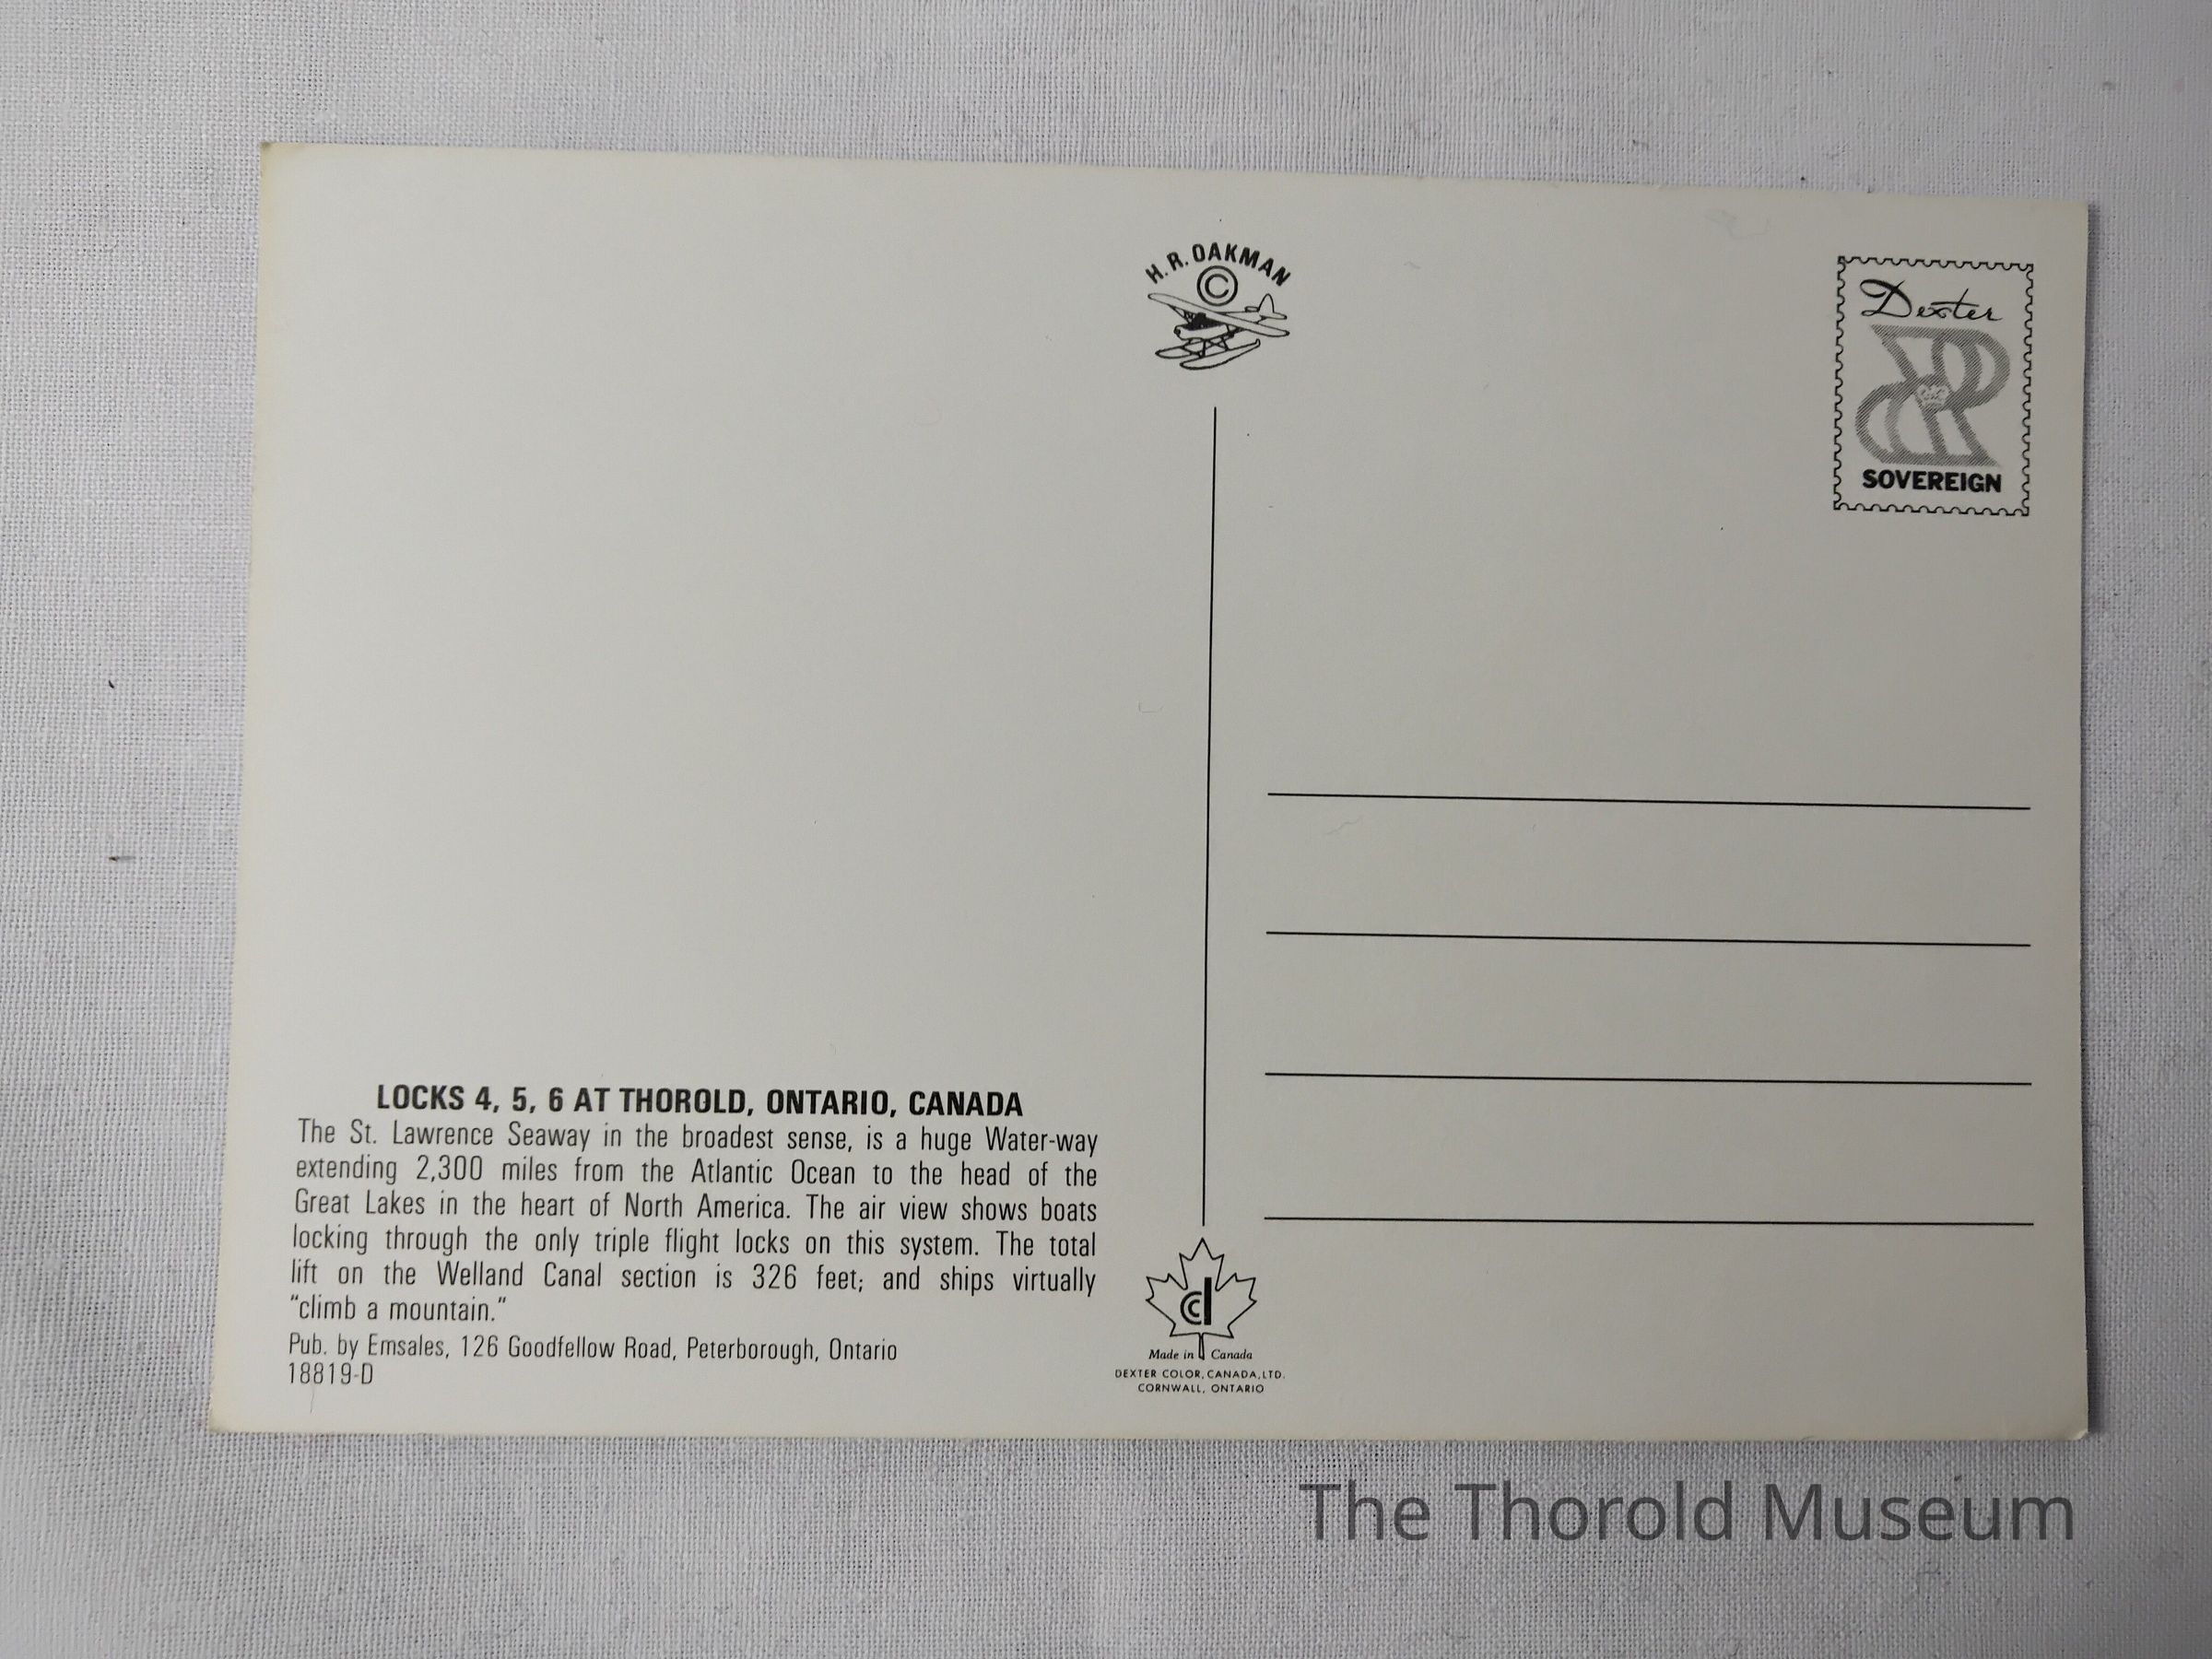 H. R. OAKMAN
©
Dexter
SOVEREIGN
LOCKS 4, 5, 6 AT THOROLD, ONTARIO, CANADA
The St. Lawrence Seaway in the broadest sense, is a huge Water-way
extending 2,300 miles from the Atlantic Ocean to the head of the
Great Lakes in the heart of North America. The air view shows boats
locking through the only triple flight locks on this system. The total
lift on the Welland Canal section is 326 feet; and ships virtually
"climb a mountain."
Pub. by Emsales, 126 Goodfellow Road, Peterborough, Ontario
18819-D
Made in Canada
DEXTER COLOR, CANADA, LTD.
CORNWALL, ONTARIO
The Thorold Museum